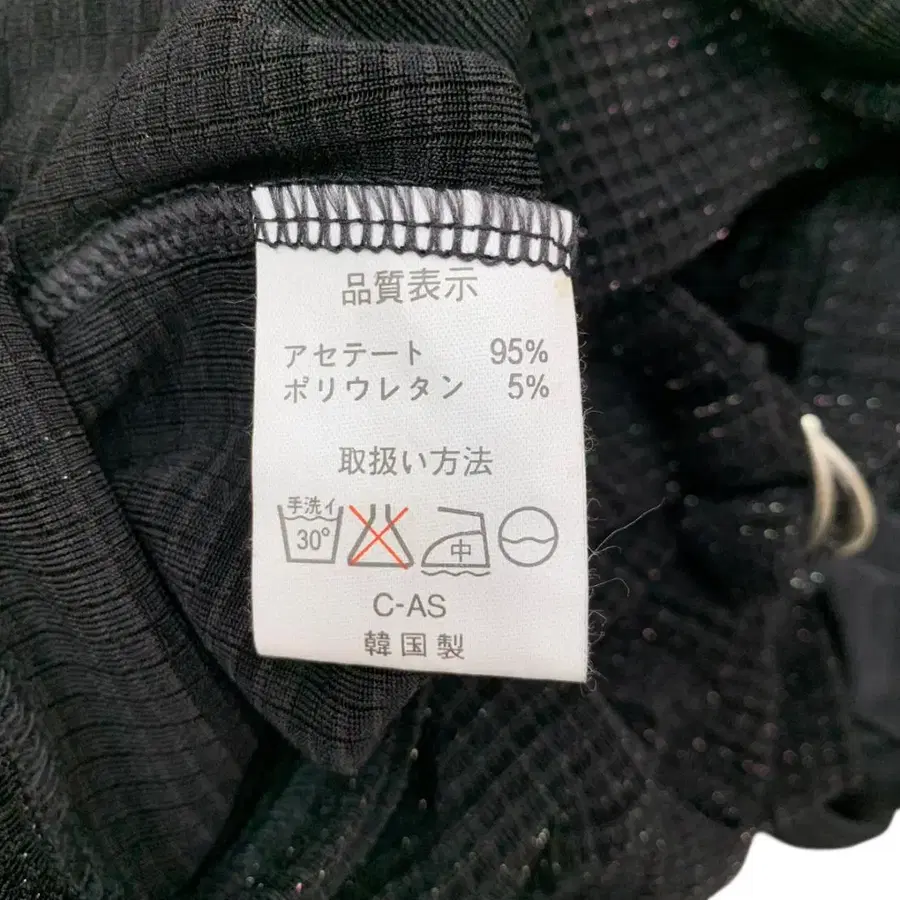 品質表示
アセテート 95%
ポリウレタン 5%
取扱い方法
手洗イ
30° 中
C-AS
韓国製